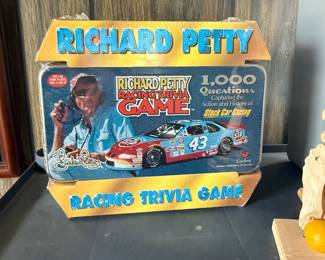 RICHARD PETTY
RICHARD PETTY
RACING TRIVIA
GAME
1,000
Questions
Capturing the
Action and History of
Stock Car Racing
43
STP
RACING TRIVIA GAME